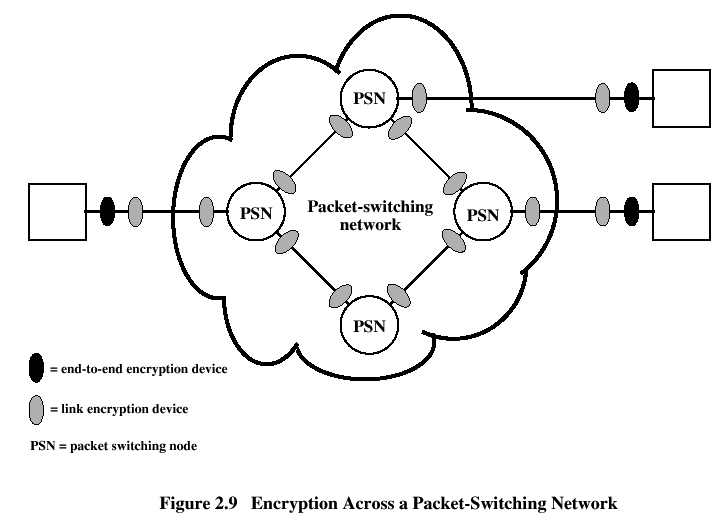 PSN
PSN
Packet-switching
network
PSN
PSN
= end-to-end encryption device
= link encryption device
PSN = packet switching node
Figure 2.9 Encryption Across a Packet-Switching Network